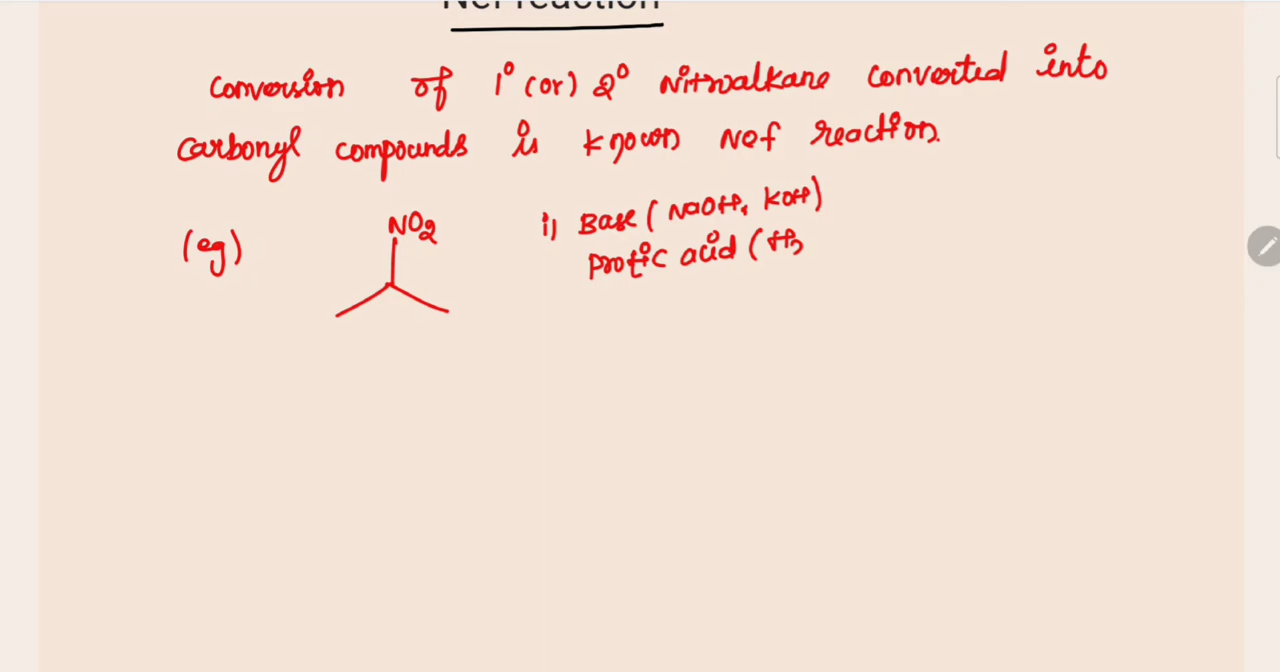 Nef reaction
Conversion of 1° (or) 2° Nitroalkane converted into
carbonyl compounds is known Nef reaction.
(eg) NO2 i) Base (NaOH, KOH)
Protic acid (H